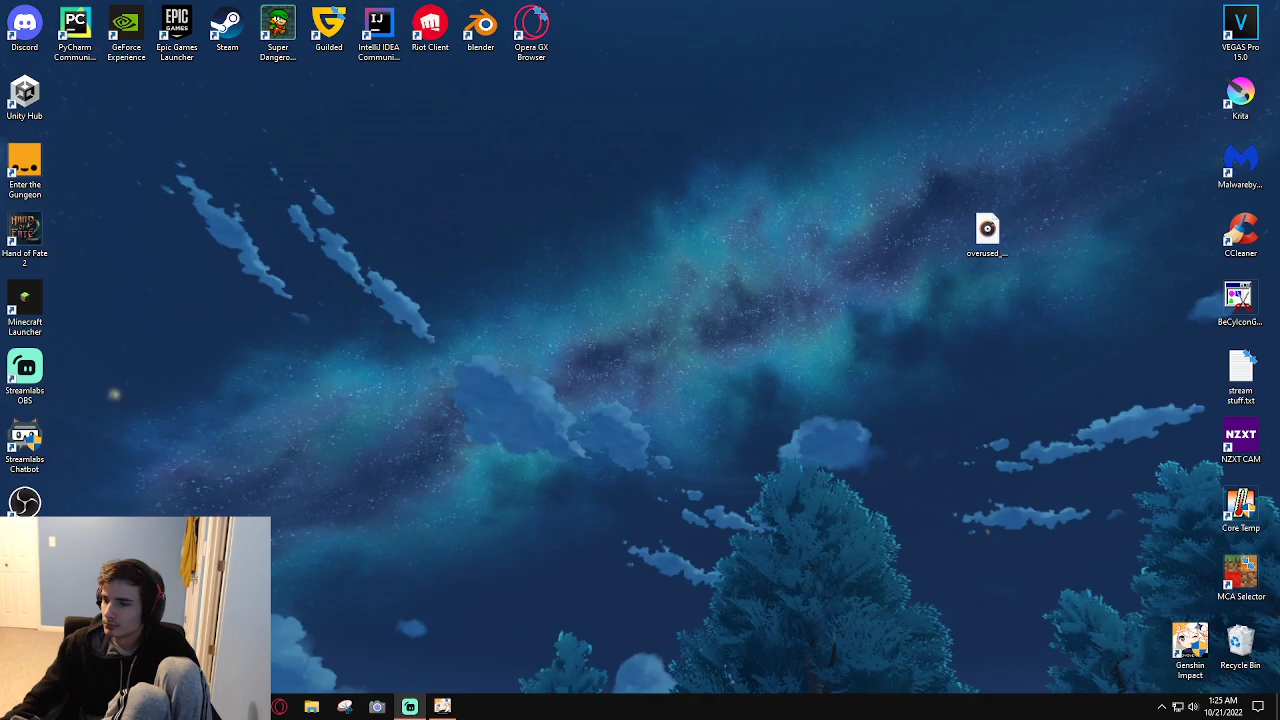 Discord
PyCharm
Communi...
GeForce
Experience
Epic Games
Launcher
Steam
Super
Dangero...
Guilded
IntelliJ IDEA
Communi...
Riot Client
blender
Opera GX
Browser
VEGAS Pro
15.0
Unity Hub
Krita
Enter the
Gungeon
Malwareby...
Hand of Fate
2
overused_...
CCleaner
Minecraft
Launcher
BeCyIconG...
Streamlabs
OBS
stream
stuff.txt
Streamlabs
Chatbot
NZXT
NZXT CAM
Core Temp
MCA Selector
Genshin
Impact
Recycle Bin
1:25 AM
10/21/2022